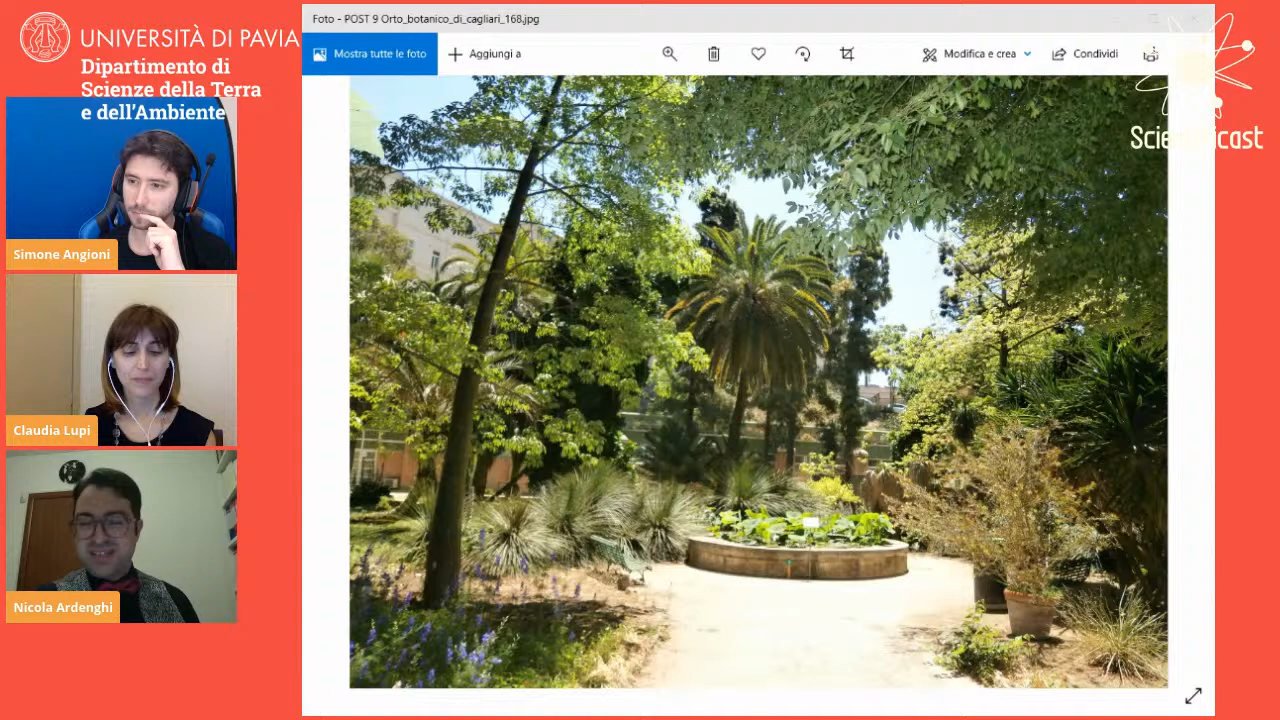 UNIVERSITÀ DI PAVIA
Dipartimento di
Scienze della Terra
e dell'Ambiente
Simone Angioni
Claudia Lupi
Nicola Ardenghi
Foto - POST 9 Orto_botanico_di_cagliari_168.jpg
Mostra tutte le foto
Aggiungi a
Modifica e crea
Condividi